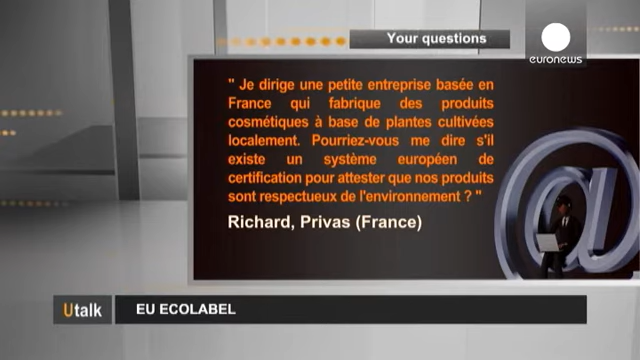 Your questions
euronews
" Je dirige une petite entreprise basée en
France qui fabrique des produits
cosmétiques à base de plantes cultivées
localement. Pourriez-vous me dire s'il
existe un système européen de
certification pour attester que nos produits
sont respectueux de l'environnement ? "
Richard, Privas (France)
Utalk
EU ECOLABEL